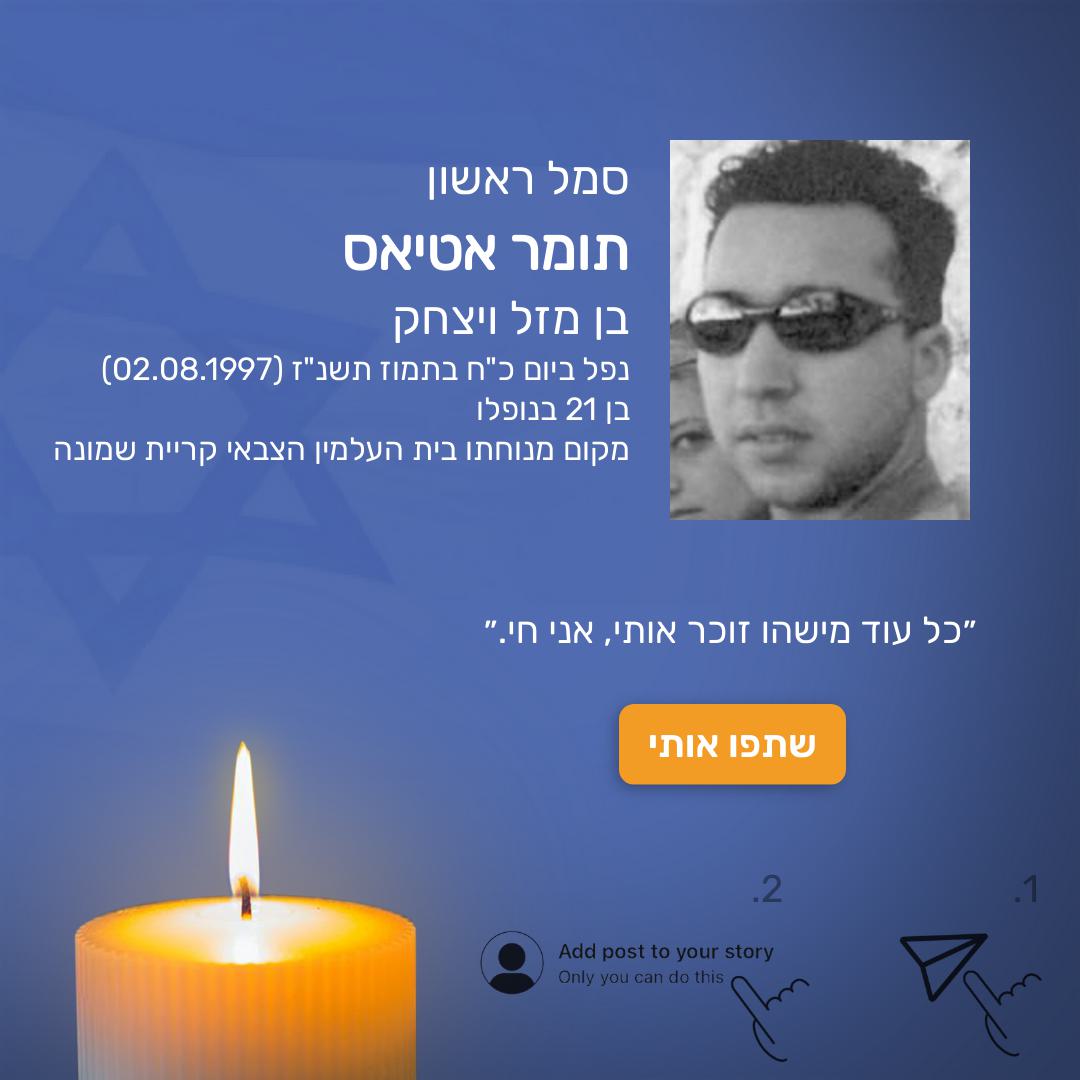 סמל ראשון
תומר אטיאס
בן מזל ויצחק
נפל ביום כ"ח בתמוז תשנ"ז (02.08.1997)
בן 21 בנופלו
מקום מנוחתו בית העלמין הצבאי קריית שמונה
״כל עוד מישהו זוכר אותי, אני חי.״
שתפו אותי
.1
.2
Add post to your story
Only you can do this